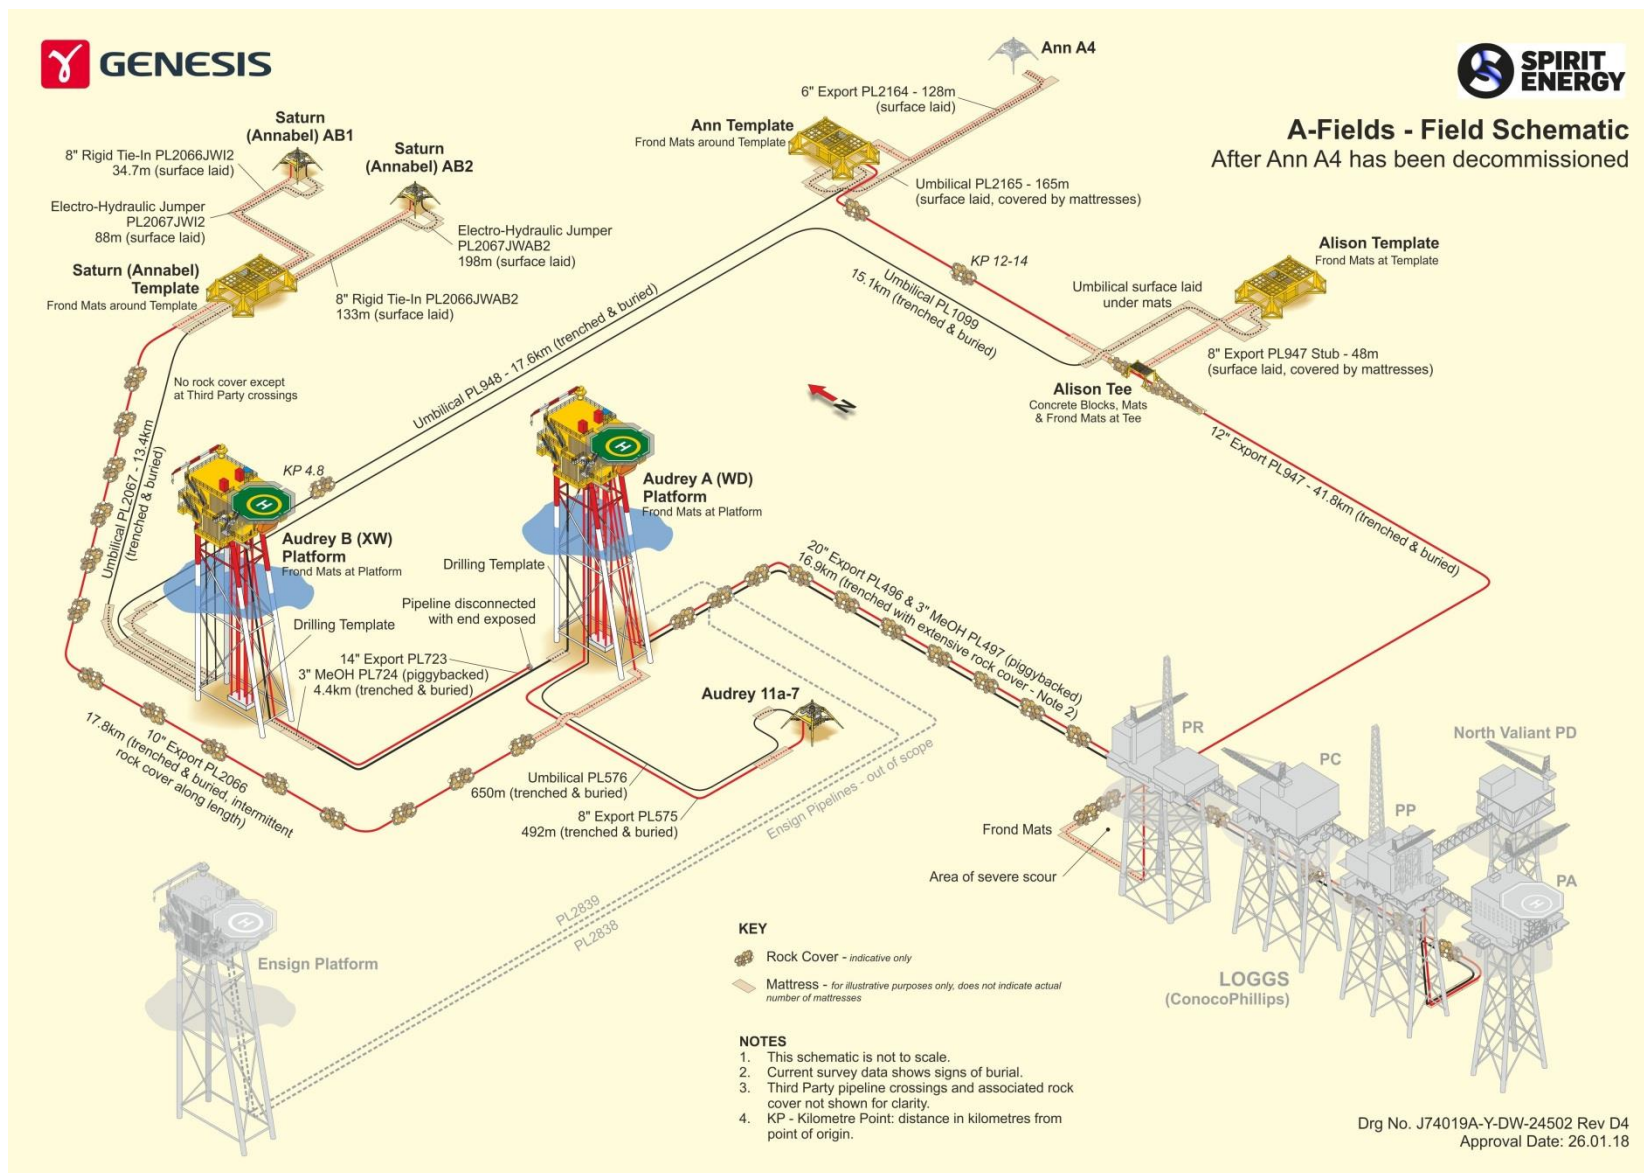 GENESIS
SPIRIT
ENERGY
A-Fields - Field Schematic
After Ann A4 has been decommissioned
Ann A4
6" Export PL2164 - 128m
(surface laid)
Ann Template
Frond Mats around Template
Umbilical PL2165 - 165m
(surface laid, covered by mattresses)
Saturn
(Annabel) AB1
8" Rigid Tie-In PL2066JWI2
34.7m (surface laid)
Saturn
(Annabel) AB2
Electro-Hydraulic Jumper
PL2067JWI2
88m (surface laid)
Electro-Hydraulic Jumper
PL2067JWAB2
198m (surface laid)
Saturn (Annabel)
Template
Frond Mats around Template
8" Rigid Tie-In PL2066JWAB2
133m (surface laid)
KP 12-14
Alison Template
Frond Mats at Template
Umbilical surface laid
under mats
Umbilical PL1099
15.1km (trenched & buried)
8" Export PL947 Stub - 48m
(surface laid, covered by mattresses)
Alison Tee
Concrete Blocks, Mats
& Frond Mats at Tee
No rock cover except
at Third Party crossings
Umbilical PL948 - 17.6km (trenched & buried)
N
12" Export PL947 - 41.8km (trenched & buried)
Umbilical PL2067 - 13.4km
(trenched & buried)
KP 4.8
H
H
Audrey A (WD)
Platform
Frond Mats at Platform
Audrey B (XW)
Platform
Frond Mats at Platform
Drilling Template
Pipeline disconnected
with end exposed
Drilling Template
20" Export PL496 & 3" MeOH PL497 (piggybacked)
16.9km (trenched with extensive rock cover - Note 2)
14" Export PL723
3" MeOH PL724 (piggybacked)
4.4km (trenched & buried)
Audrey 11a-7
10" Export PL2066
17.8km (trenched & buried, intermittent
rock cover along length)
Umbilical PL576
650m (trenched & buried)
8" Export PL575
492m (trenched & buried)
Ensign Pipelines - out of scope
PR
PC
North Valiant PD
PP
PA
Frond Mats
Area of severe scour
H
LOGGS
(ConocoPhillips)
PL2839
PL2838
H
Ensign Platform
KEY
Rock Cover - indicative only
Mattress - for illustrative purposes only, does not indicate actual
number of mattresses
NOTES
1. This schematic is not to scale.
2. Current survey data shows signs of burial.
3. Third Party pipeline crossings and associated rock
cover not shown for clarity.
4. KP - Kilometre Point: distance in kilometres from
point of origin.
Drg No. J74019A-Y-DW-24502 Rev D4
Approval Date: 26.01.18